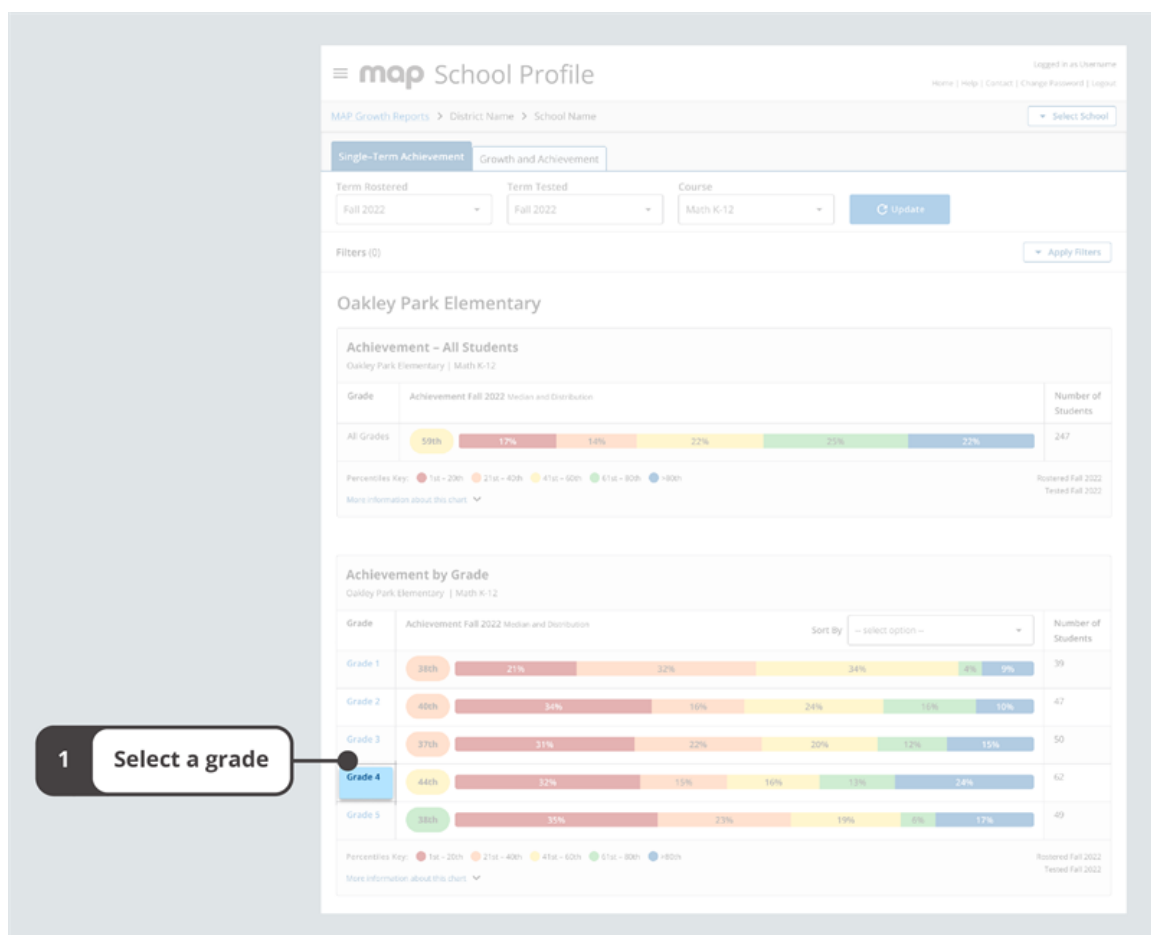 map School Profile
Logged in as Username
Home | Help | Contact | Change Password | Logout
MAP Growth Reports > District Name > School Name
Select School
Single–Term Achievement
Growth and Achievement
Term Rostered Term Tested Course
Fall 2022 Fall 2022 Math K-12 Update
Filters (0)
Apply Filters
Oakley Park Elementary
Achievement – All Students
Oakley Park Elementary | Math K-12
Grade Achievement Fall 2022 Median and Distribution Number of Students
All Grades 59th 17% 14% 22% 25% 22% 247
Percentiles Key: 1st – 20th 21st – 40th 41st – 60th 61st – 80th >80th
Rostered Fall 2022
Tested Fall 2022
More information about this chart
Achievement by Grade
Oakley Park Elementary | Math K-12
Grade Achievement Fall 2022 Median and Distribution Sort By -- select option -- Number of Students
Grade 1 38th 21% 32% 34% 4% 9% 39
Grade 2 40th 34% 16% 24% 16% 10% 47
Grade 3 37th 31% 22% 20% 12% 15% 50
1 Select a grade
Grade 4 44th 32% 15% 16% 13% 24% 62
Grade 5 38th 35% 23% 19% 6% 17% 49
Percentiles Key: 1st – 20th 21st – 40th 41st – 60th 61st – 80th >80th
Rostered Fall 2022
Tested Fall 2022
More information about this chart